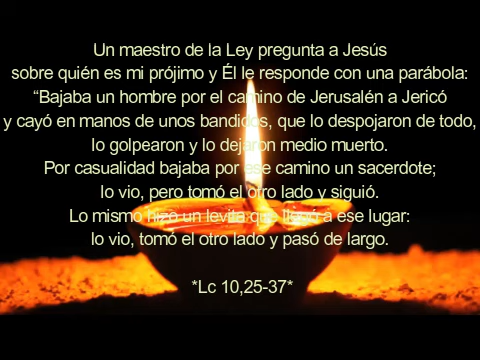 Un maestro de la Ley pregunta a Jesús
sobre quién es mi prójimo y Él le responde con una parábola:
“Bajaba un hombre por el camino de Jerusalén a Jericó
y cayó en manos de unos bandidos, que lo despojaron de todo,
lo golpearon y lo dejaron medio muerto.
Por casualidad bajaba por ese camino un sacerdote;
lo vio, pero tomó el otro lado y siguió.
Lo mismo hizo un levita que llegó a ese lugar:
lo vio, tomó el otro lado y pasó de largo.
*Lc 10,25-37*